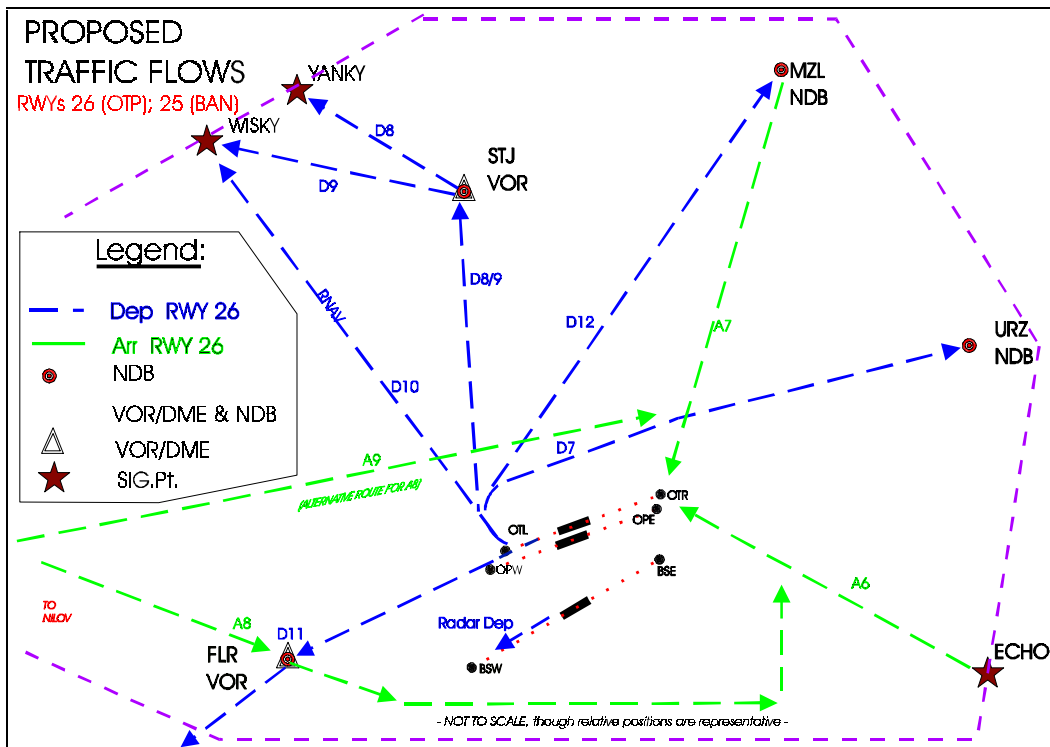 PROPOSED
TRAFFIC FLOWS
RWYs 26 (OTP); 25 (BAN)
YANKY
WISKY
MZL
NDB
D8
D9
STJ
VOR
D8/9
RNAV
D12
A7
URZ
NDB
Legend:
Dep RWY 26
Arr RWY 26
NDB
VOR/DME & NDB
VOR/DME
SIG.Pt.
D10
D7
A9
(ALTERNATIVE ROUTE FOR A8)
OTR
OPE
OTL
OPW
BSE
A6
TO
NILOV
A8
D11
Radar Dep
FLR
VOR
BSW
ECHO
- NOT TO SCALE, though relative positions are representative -